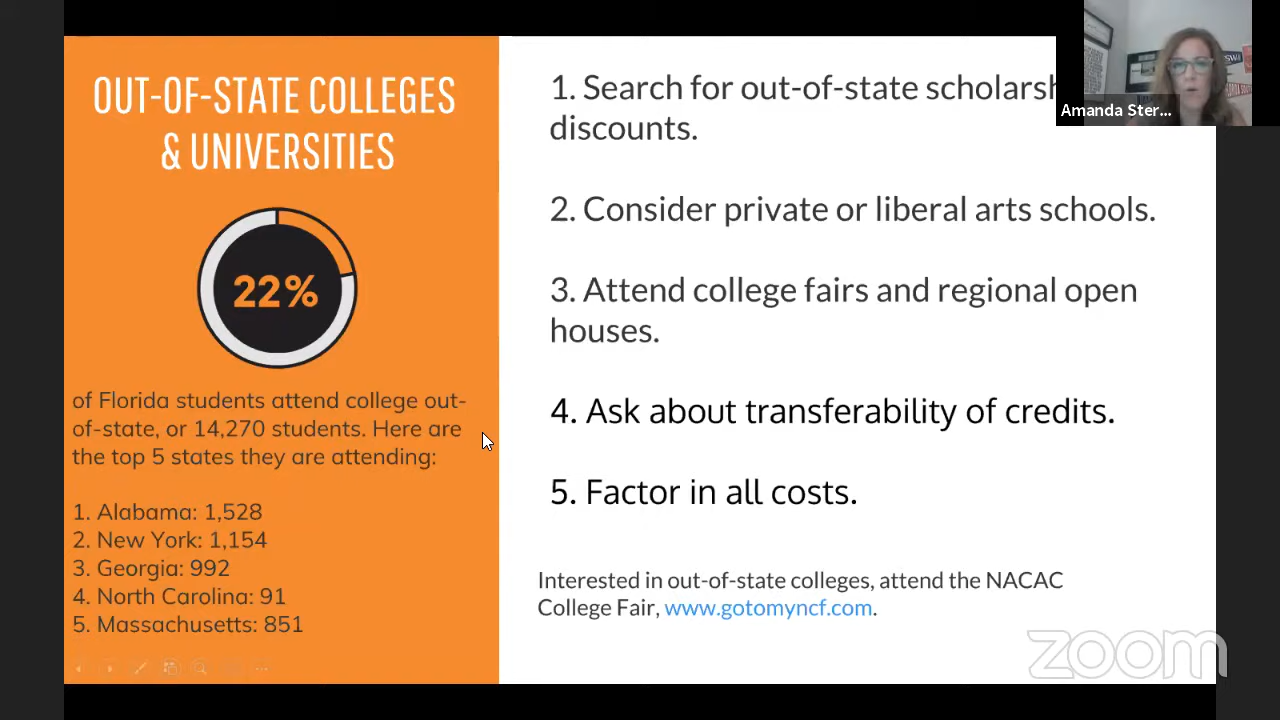 OUT-OF-STATE COLLEGES
& UNIVERSITIES
22%
of Florida students attend college out-
of-state, or 14,270 students. Here are
the top 5 states they are attending:
1. Alabama: 1,528
2. New York: 1,154
3. Georgia: 992
4. North Carolina: 91
5. Massachusetts: 851
1. Search for out-of-state
discounts.
2. Consider private or liberal arts schools.
3. Attend college fairs and regional open
houses.
4. Ask about transferability of credits.
5. Factor in all costs.
Interested in out-of-state colleges, attend the NACAC
College Fair, www.gotomyncf.com.
Amanda Ster...
zoom